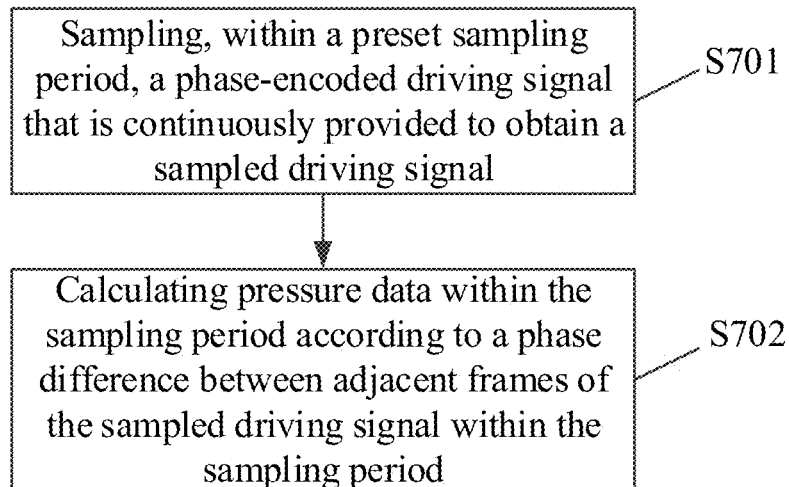 Sampling, within a preset sampling
period, a phase-encoded driving signal
that is continuously provided to obtain a
sampled driving signal
S701
Calculating pressure data within the
sampling period according to a phase
difference between adjacent frames of
the sampled driving signal within the
sampling period
S702